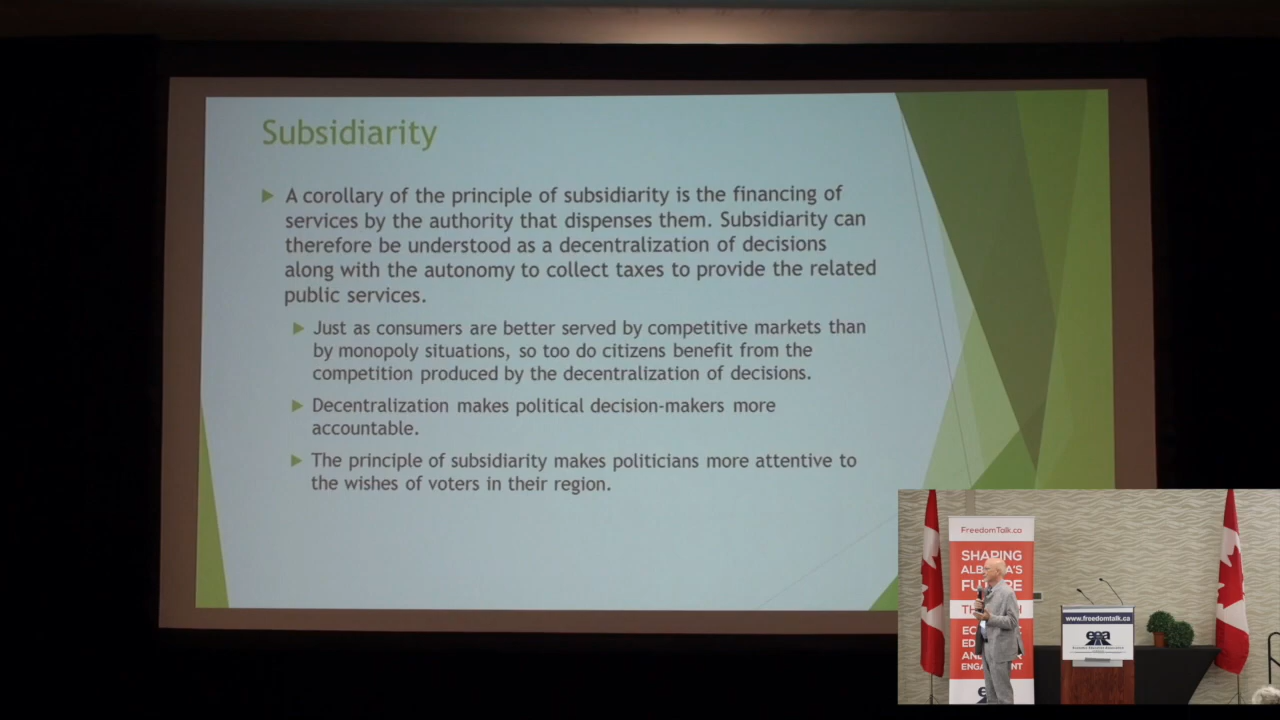 Subsidiarity
A corollary of the principle of subsidiarity is the financing of
services by the authority that dispenses them. Subsidiarity can
therefore be understood as a decentralization of decisions
along with the autonomy to collect taxes to provide the related
public services.
Just as consumers are better served by competitive markets than
by monopoly situations, so too do citizens benefit from the
competition produced by the decentralization of decisions.
Decentralization makes political decision-makers more
accountable.
The principle of subsidiarity makes politicians more attentive to
the wishes of voters in their region.
FreedomTalk.ca
SHAPING
www.freedomtalk.ca
eea